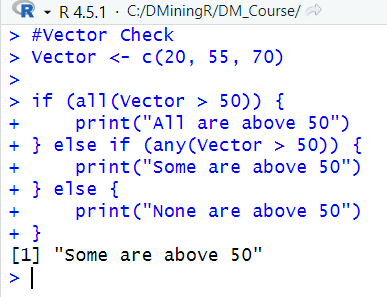 R R 4.5.1 · C:/DMiningR/DM_Course/
> #Vector Check
> Vector <- c(20, 55, 70)
>
> if (all(Vector > 50)) {
+     print("All are above 50")
+ } else if (any(Vector > 50)) {
+     print("Some are above 50")
+ } else {
+     print("None are above 50")
+ }
[1] "Some are above 50"
>